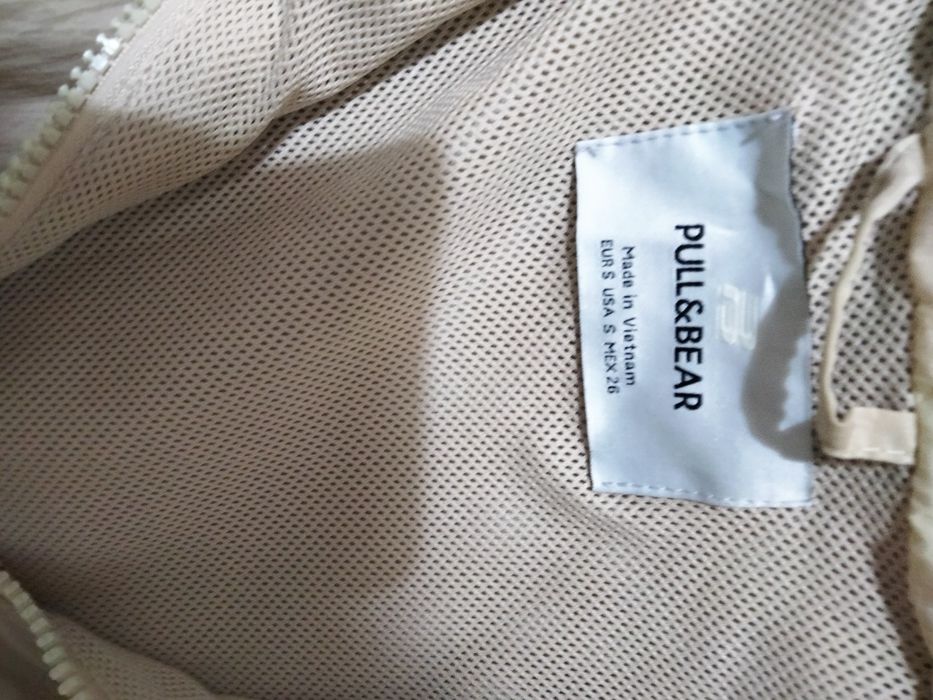 PULL&BEAR
Made in Vietnam
EUR S USA S MEX 26